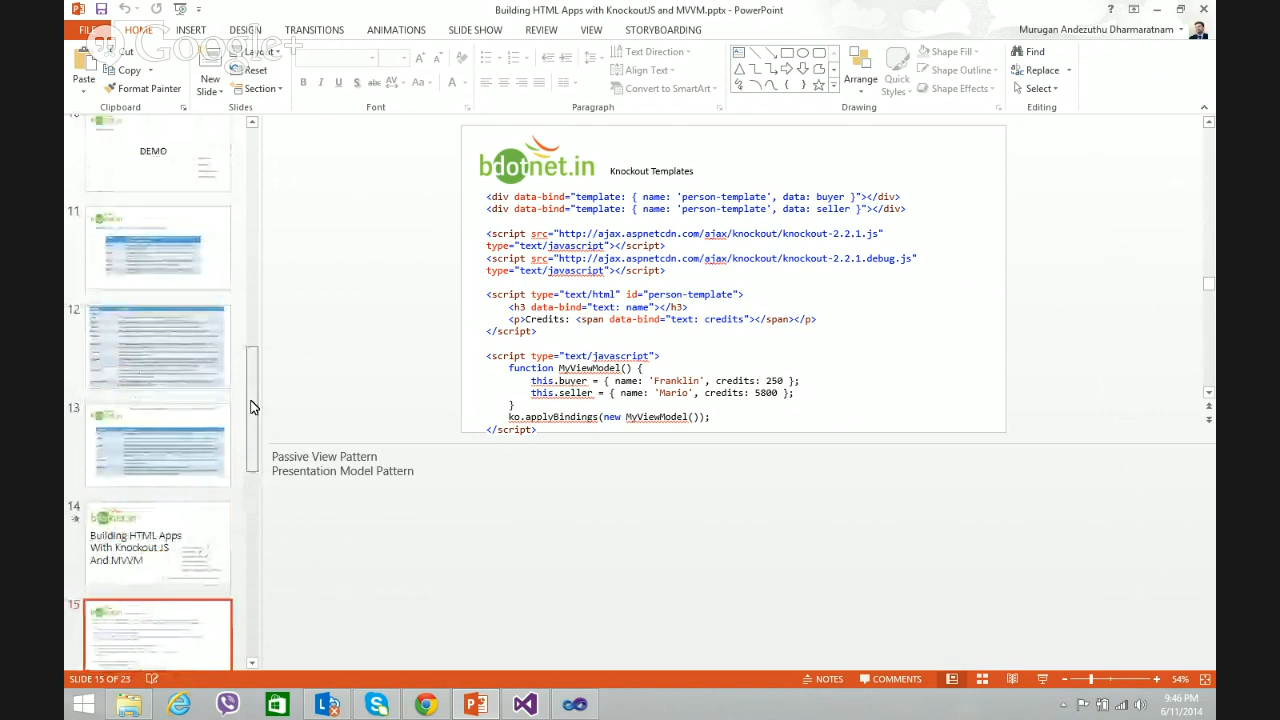 Building HTML Apps with KnockoutJS and MVVM.pptx - PowerPoint
FILE HOME INSERT DESIGN TRANSITIONS ANIMATIONS SLIDE SHOW REVIEW VIEW STORYBOARDING
Murugan Andezuthu Dharmaratnam
Google+
Cut
Copy
Format Painter
Paste
Clipboard
New
Slide
Layout
Reset
Section
Slides
Font
Text Direction
Align Text
Convert to SmartArt
Paragraph
Arrange
Quick
Styles
Shape Fill
Shape Outline
Shape Effects
Drawing
Find
Replace
Select
Editing
DEMO
11
12
13
14
Building HTML Apps
With Knockout JS
And MVVM
15
bdotnet.in
Knockout Templates
<div data-bind="template: { name: 'person-template', data: buyer }"></div>
<div data-bind="template: { name: 'person-template', data: seller }"></div>
<script src="http://ajax.aspnetcdn.com/ajax/knockout/knockout-2.2.1.js"
type="text/javascript"></script>
<script src="http://ajax.aspnetcdn.com/ajax/knockout/knockout-2.2.1.debug.js"
type="text/javascript"></script>
<script type="text/html" id="person-template">
<h3 data-bind="text: name"></h3>
<p>Credits: <span data-bind="text: credits"></span></p>
</script>
<script type="text/javascript">
function MyViewModel() {
this.buyer = { name: 'Franklin', credits: 250 };
this.seller = { name: 'Mario', credits: 5800 };
ko.applyBindings(new MyViewModel());
</script>
Passive View Pattern
Presentation Model Pattern
SLIDE 15 OF 23
NOTES
COMMENTS
54%
9:46 PM
6/11/2014